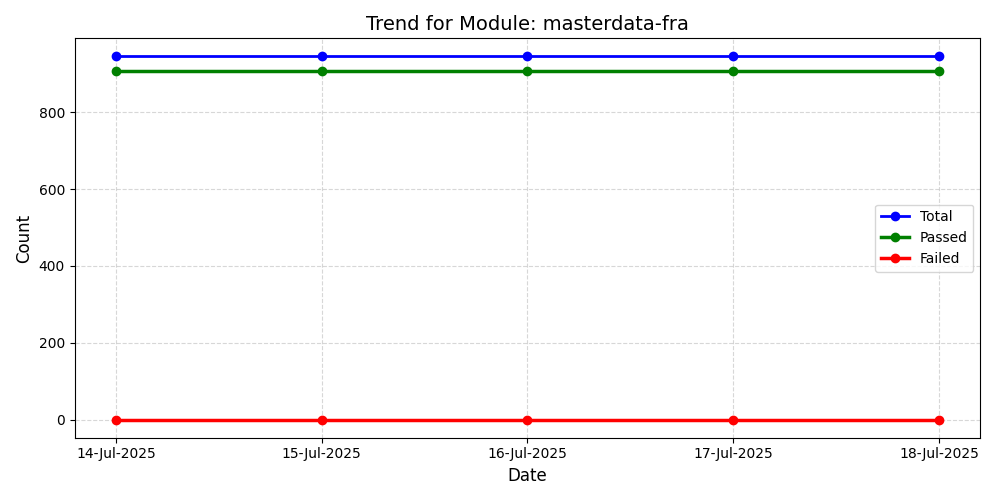 Trend for Module: masterdata-fra
Count
800
600
400
200
0
Total
Passed
Failed
14-Jul-2025
15-Jul-2025
16-Jul-2025
17-Jul-2025
18-Jul-2025
Date